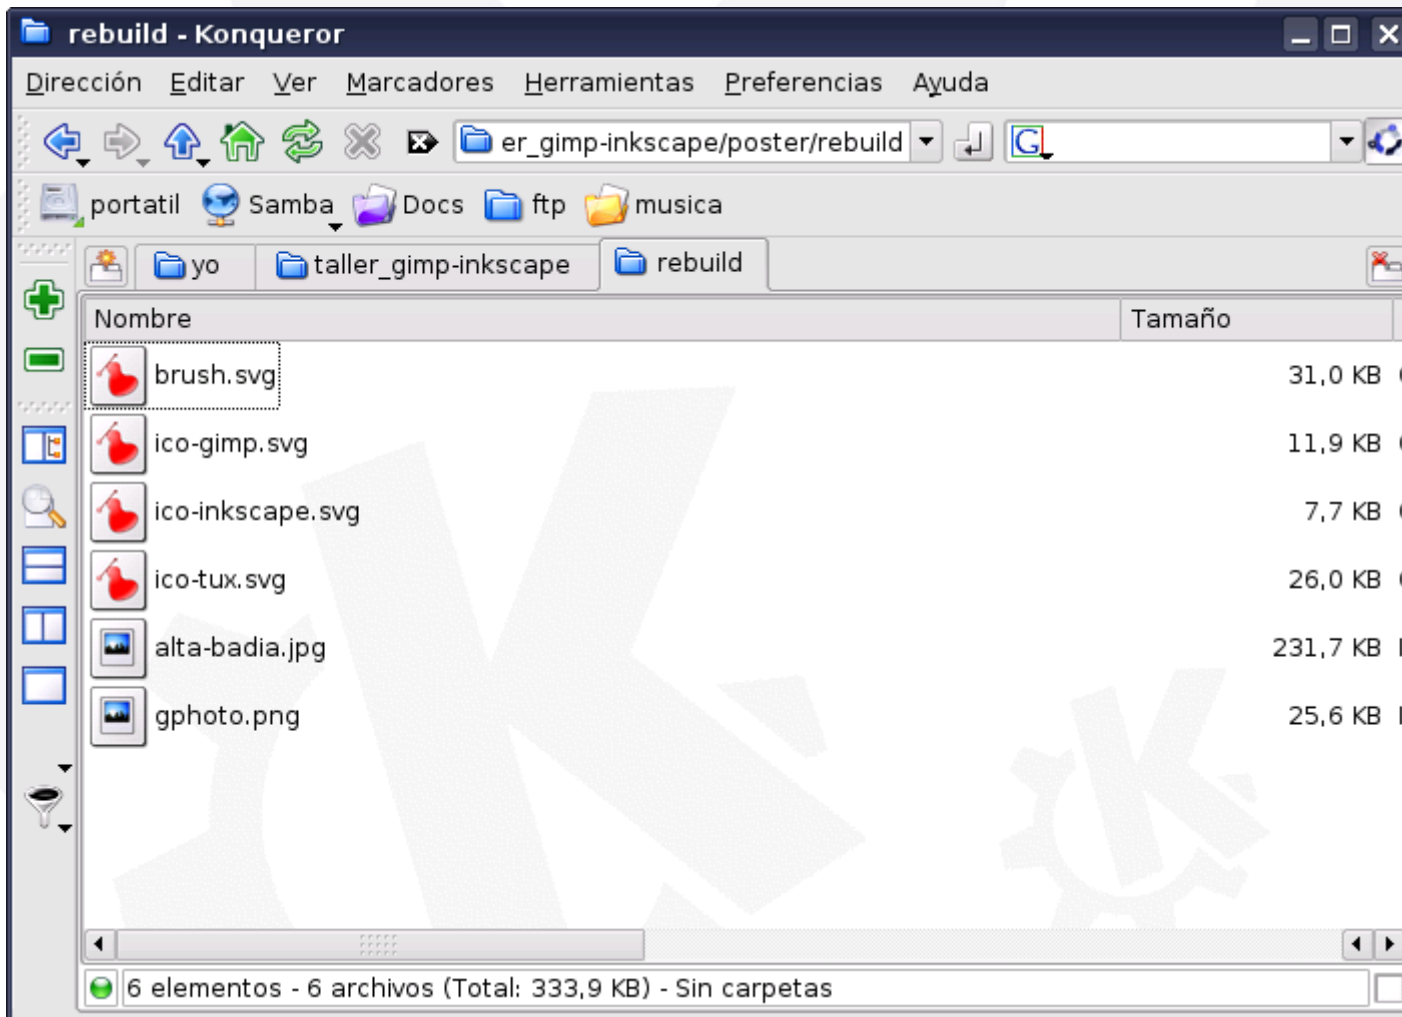 rebuild - Konqueror
Dirección Editar Ver Marcadores Herramientas Preferencias Ayuda
er_gimp-inkscape/poster/rebuild G
portatil Samba Docs ftp musica
yo taller_gimp-inkscape rebuild
Nombre Tamaño
brush.svg 31,0 KB
ico-gimp.svg 11,9 KB
ico-inkscape.svg 7,7 KB
ico-tux.svg 26,0 KB
alta-badia.jpg 231,7 KB
gphoto.png 25,6 KB
6 elementos - 6 archivos (Total: 333,9 KB) - Sin carpetas